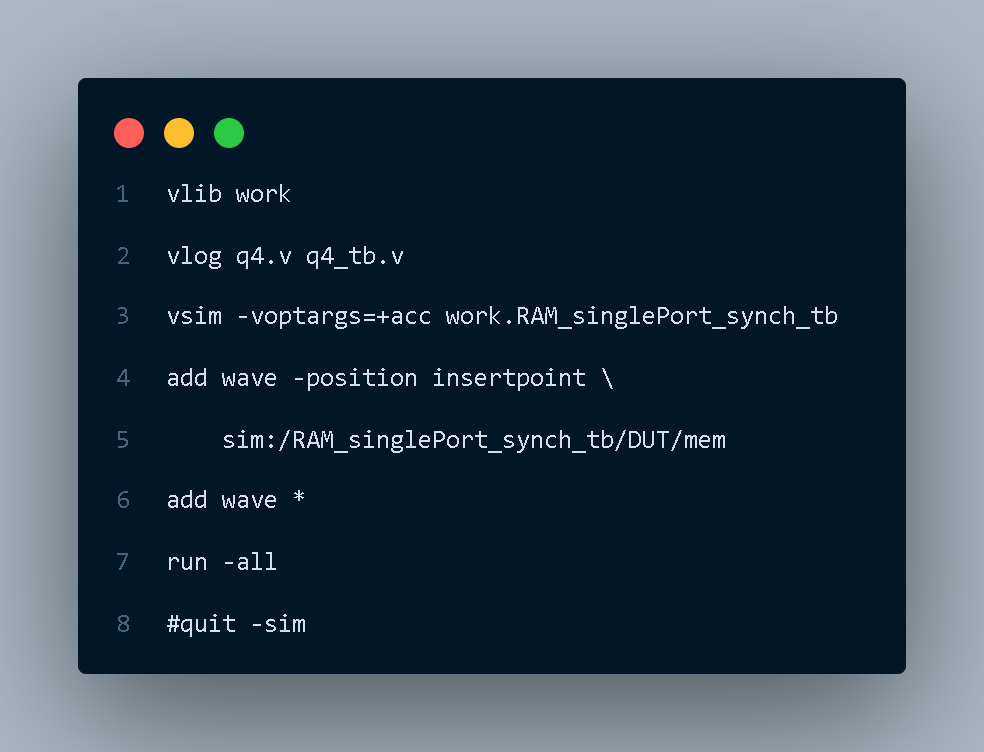 1 vlib work
2 vlog q4.v q4_tb.v
3 vsim -voptargs=+acc work.RAM_singlePort_synch_tb
4 add wave -position insertpoint \
5     sim:/RAM_singlePort_synch_tb/DUT/mem
6 add wave *
7 run -all
8 #quit -sim